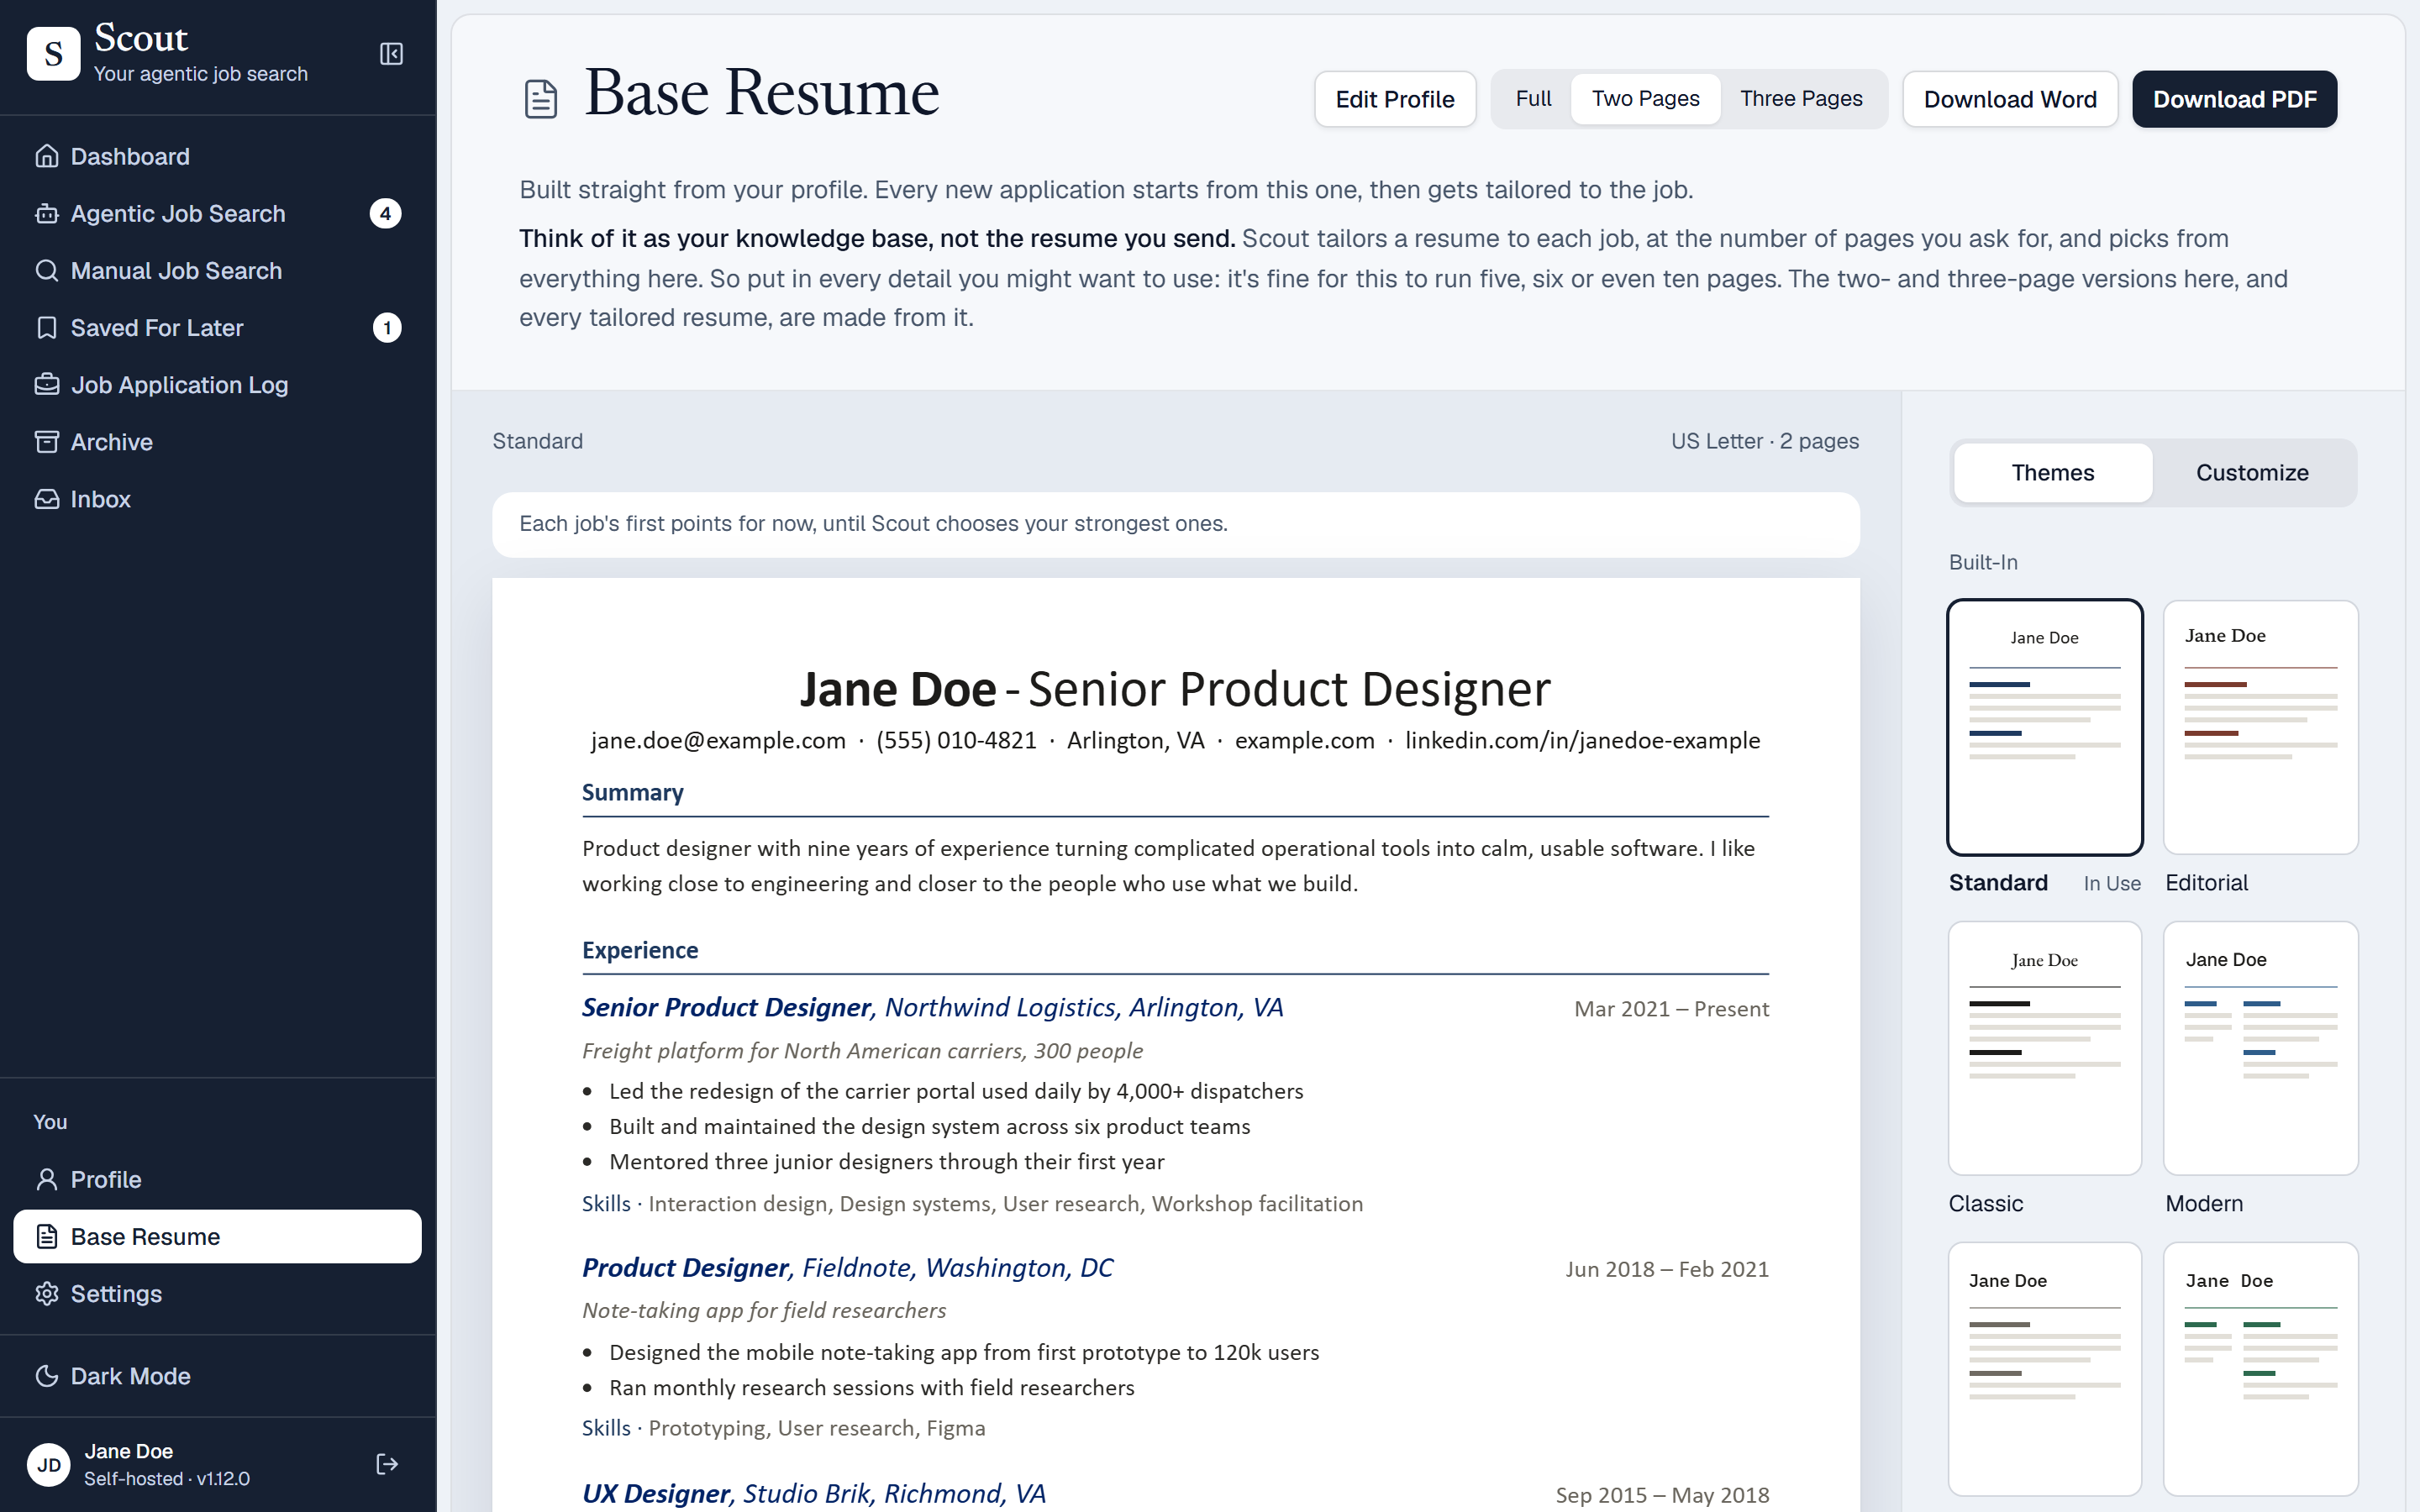 S
Scout
Your agentic job search
Dashboard
Agentic Job Search 4
Manual Job Search
Saved For Later 1
Job Application Log
Archive
Inbox
You
Profile
Base Resume
Settings
Dark Mode
JD
Jane Doe
Self-hosted · v1.12.0
Base Resume
Edit Profile
Full
Two Pages
Three Pages
Download Word
Download PDF
Built straight from your profile. Every new application starts from this one, then gets tailored to the job.
Think of it as your knowledge base, not the resume you send. Scout tailors a resume to each job, at the number of pages you ask for, and picks from
everything here. So put in every detail you might want to use: it's fine for this to run five, six or even ten pages. The two- and three-page versions here, and
every tailored resume, are made from it.
Standard
US Letter · 2 pages
Each job's first points for now, until Scout chooses your strongest ones.
Jane Doe - Senior Product Designer
jane.doe@example.com · (555) 010-4821 · Arlington, VA · example.com · linkedin.com/in/janedoe-example
Summary
Product designer with nine years of experience turning complicated operational tools into calm, usable software. I like
working close to engineering and closer to the people who use what we build.
Experience
Senior Product Designer, Northwind Logistics, Arlington, VA
Mar 2021 – Present
Freight platform for North American carriers, 300 people
• Led the redesign of the carrier portal used daily by 4,000+ dispatchers
• Built and maintained the design system across six product teams
• Mentored three junior designers through their first year
Skills · Interaction design, Design systems, User research, Workshop facilitation
Product Designer, Fieldnote, Washington, DC
Jun 2018 – Feb 2021
Note-taking app for field researchers
• Designed the mobile note-taking app from first prototype to 120k users
• Ran monthly research sessions with field researchers
Skills · Prototyping, User research, Figma
UX Designer, Studio Brik, Richmond, VA
Sep 2015 – May 2018
Themes
Customize
Built-In
Jane Doe
Jane Doe
Standard In Use
Editorial
Jane Doe
Jane Doe
Classic
Modern
Jane Doe
Jane Doe